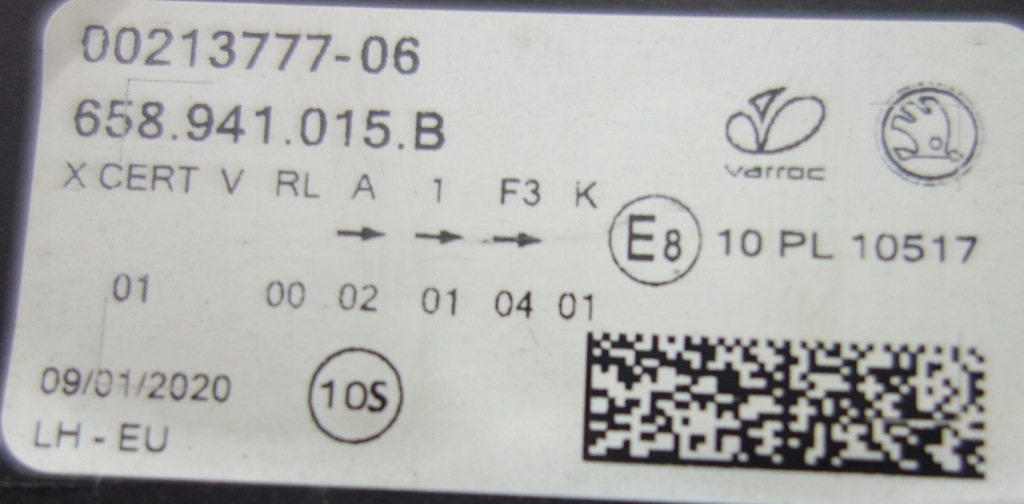 00213777-06
658.941.015.B
varroc
X CERT V RL A 1 F3 K
E8 10 PL 10517
01 00 02 01 04 01
09/01/2020
10S
LH - EU